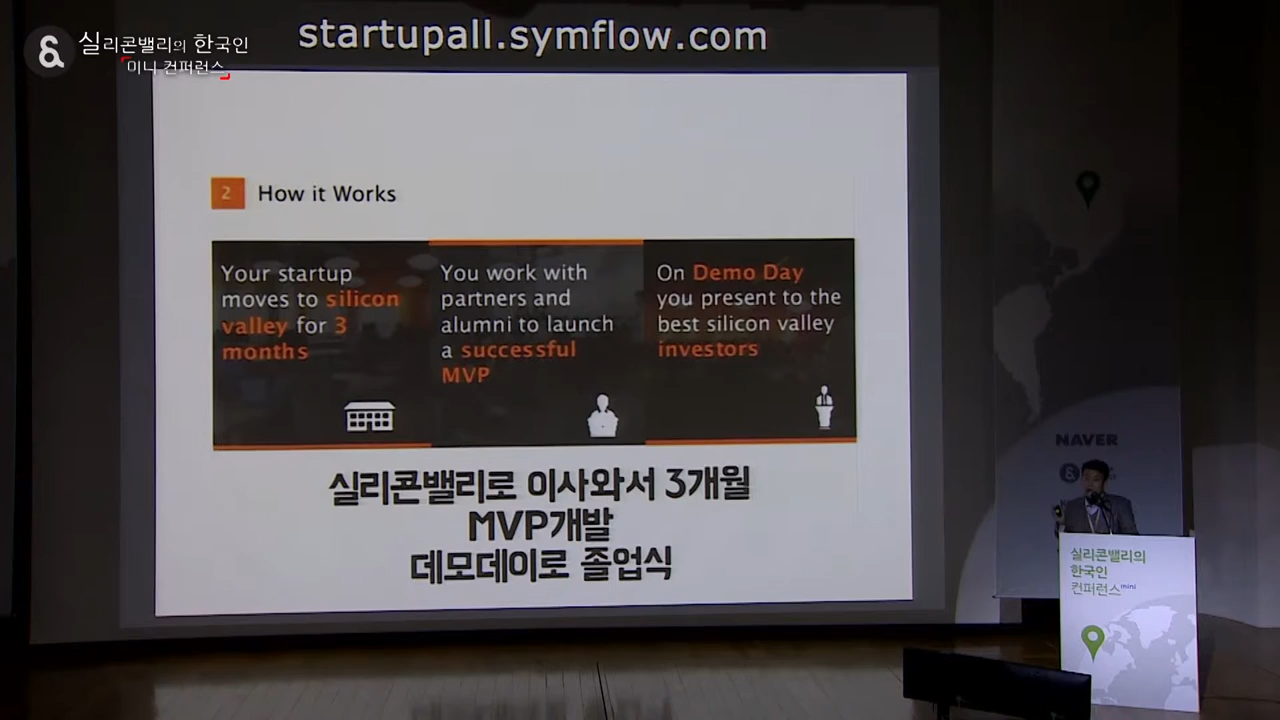 startupall.symflow.com
실리콘밸리의 한국인
미니 컨퍼런스
2 How it Works
Your startup
moves to silicon
valley for 3
months
You work with
partners and
alumni to launch
a successful
MVP
On Demo Day
you present to the
best silicon valley
investors
실리콘밸리로 이사와서 3개월
MVP개발
데모데이로 졸업식
NAVER
&
실리콘밸리의
한국인
컨퍼런스 mini